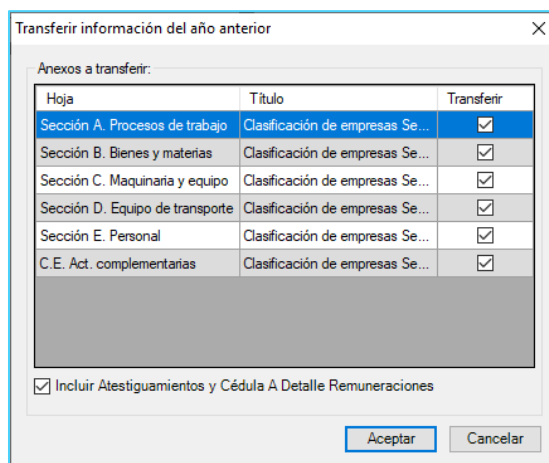 Transferir información del año anterior
Anexos a transferir:
Hoja Título Transferir
Sección A. Procesos de trabajo Clasificación de empresas Se...
Sección B. Bienes y materias Clasificación de empresas Se...
Sección C. Maquinaria y equipo Clasificación de empresas Se...
Sección D. Equipo de transporte Clasificación de empresas Se...
Sección E. Personal Clasificación de empresas Se...
C.E. Act. complementarias Clasificación de empresas Se...
Incluir Atestiguamientos y Cédula A Detalle Remuneraciones
Aceptar Cancelar